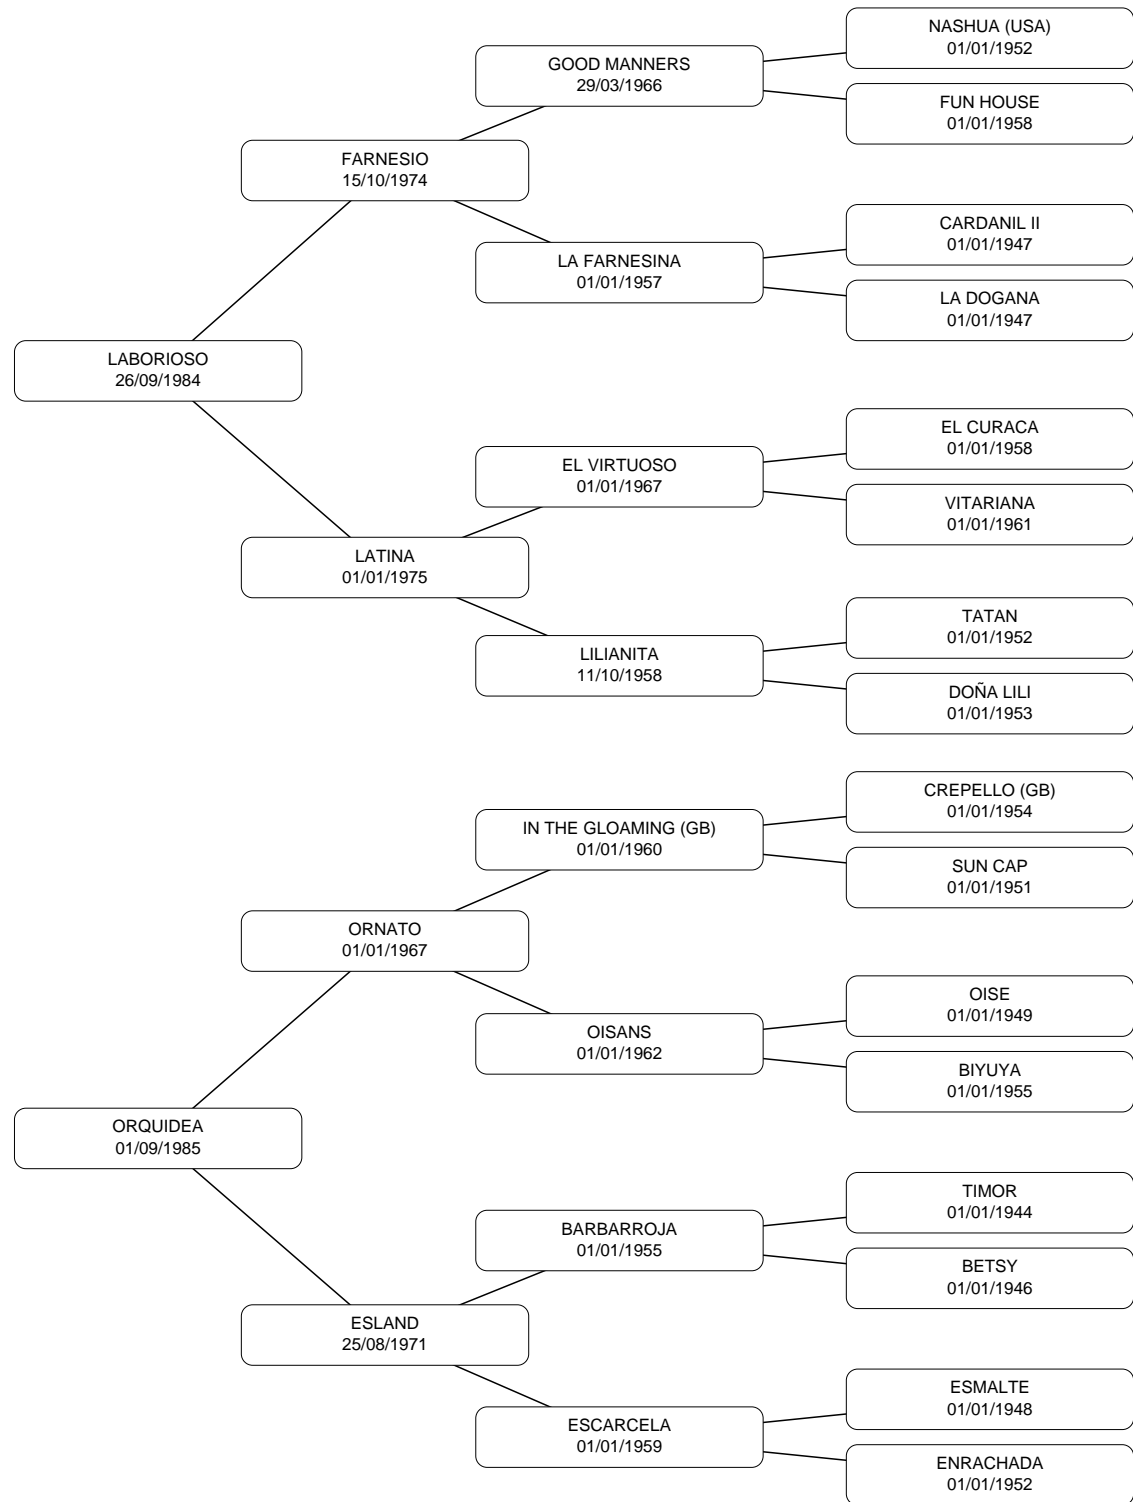 NASHUA (USA)
01/01/1952
GOOD MANNERS
29/03/1966
FUN HOUSE
01/01/1958
FARNESIO
15/10/1974
CARDANIL II
01/01/1947
LA FARNESINA
01/01/1957
LA DOGANA
01/01/1947
LABORIOSO
26/09/1984
EL CURACA
01/01/1958
EL VIRTUOSO
01/01/1967
VITARIANA
01/01/1961
LATINA
01/01/1975
TATAN
01/01/1952
LILIANITA
11/10/1958
DOÑA LILI
01/01/1953
CREPELLO (GB)
01/01/1954
IN THE GLOAMING (GB)
01/01/1960
SUN CAP
01/01/1951
ORNATO
01/01/1967
OISE
01/01/1949
OISANS
01/01/1962
BIYUYA
01/01/1955
ORQUIDEA
01/09/1985
TIMOR
01/01/1944
BARBARROJA
01/01/1955
BETSY
01/01/1946
ESLAND
25/08/1971
ESMALTE
01/01/1948
ESCARCELA
01/01/1959
ENRACHADA
01/01/1952